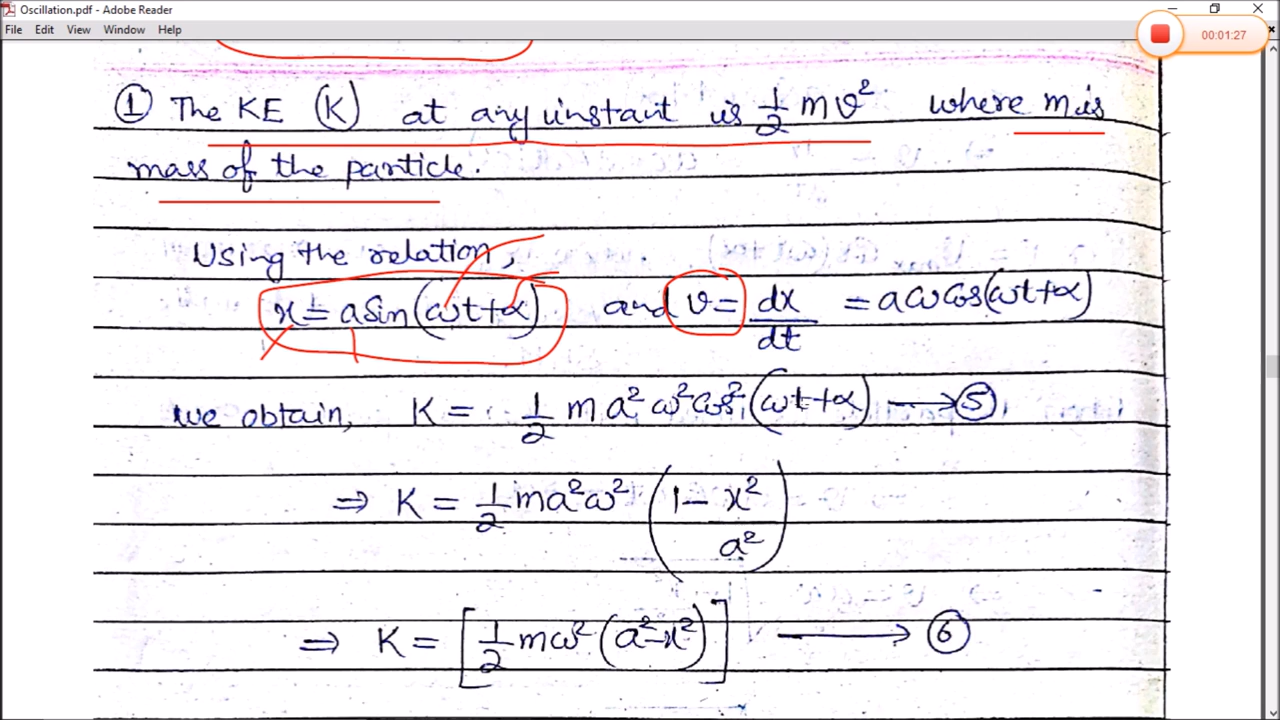 Oscillation.pdf - Adobe Reader
File Edit View Window Help
00:01:27
① The KE (K) at any instant is 1/2 mv² where m is
mass of the particle.
Using the relation,
x = a sin(ωt+α) and v = dx/dt = aω cos(ωt+α)
we obtain, K = 1/2 m a² ω² cos² (ωt+α) → ⑤
⇒ K = 1/2 ma²ω² (1 - x²/a²)
⇒ K = [1/2 mω² (a²-x²)] → ⑥